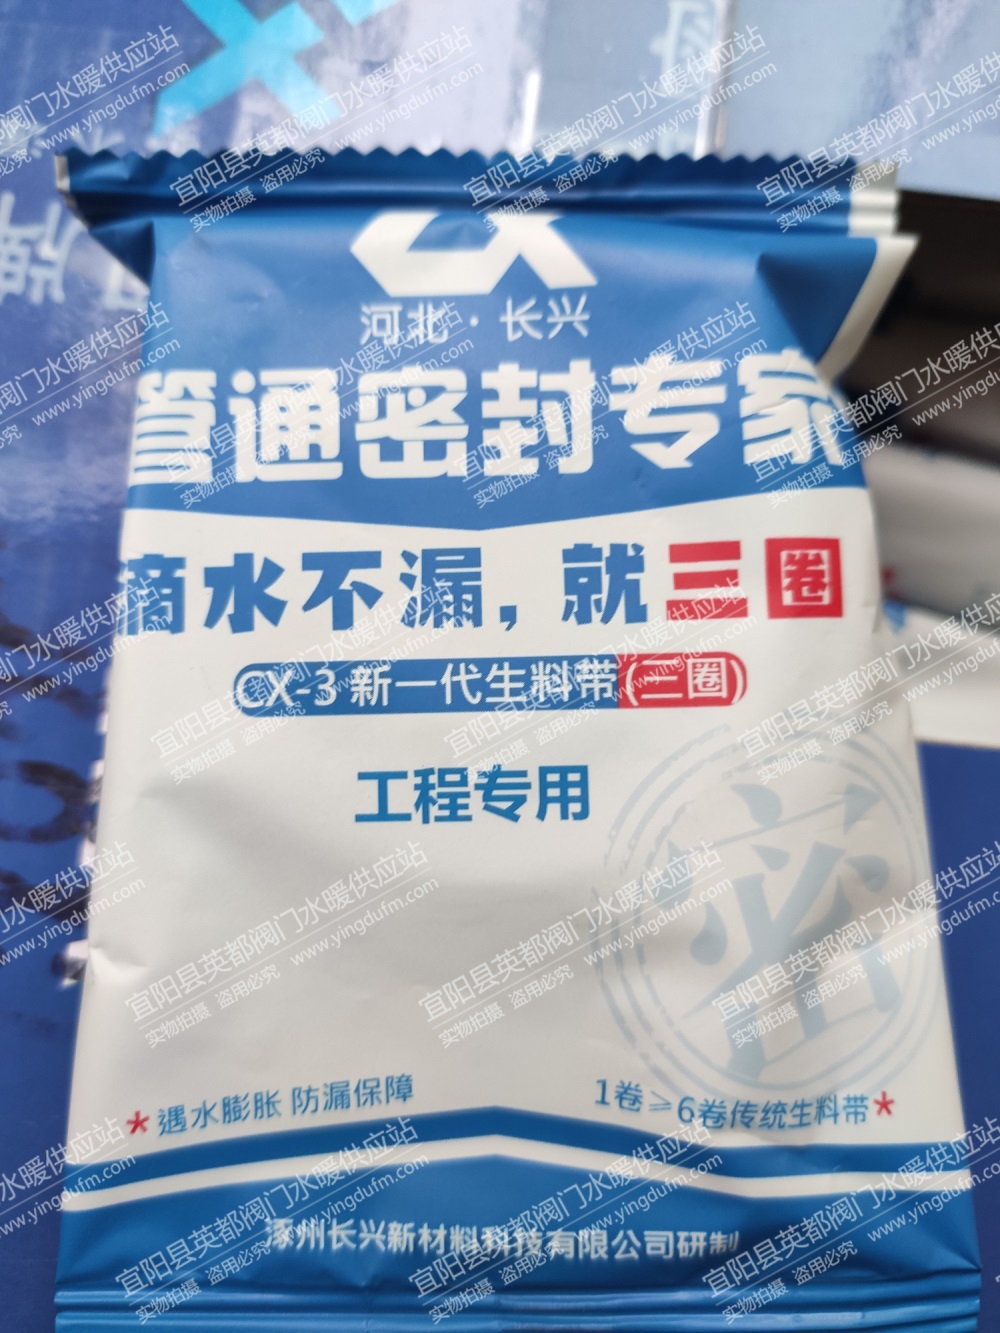 CX
河北·长兴
管通密封专家
滴水不漏，就三圈
CX-3 新一代生料带(三圈)
工程专用
密
*遇水膨胀 防漏保障
1卷≥6卷传统生料带*
涿州长兴新材料科技有限公司研制
宜阳县英都阀门水暖供应站
www.yingdufm.com
实物拍摄 盗用必究